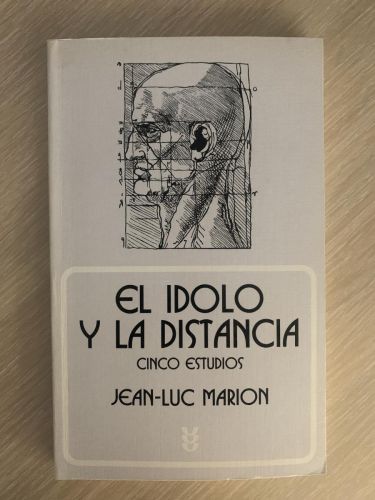 EL IDOLO
Y LA DISTANCIA
CINCO ESTUDIOS
JEAN-LUC MARION